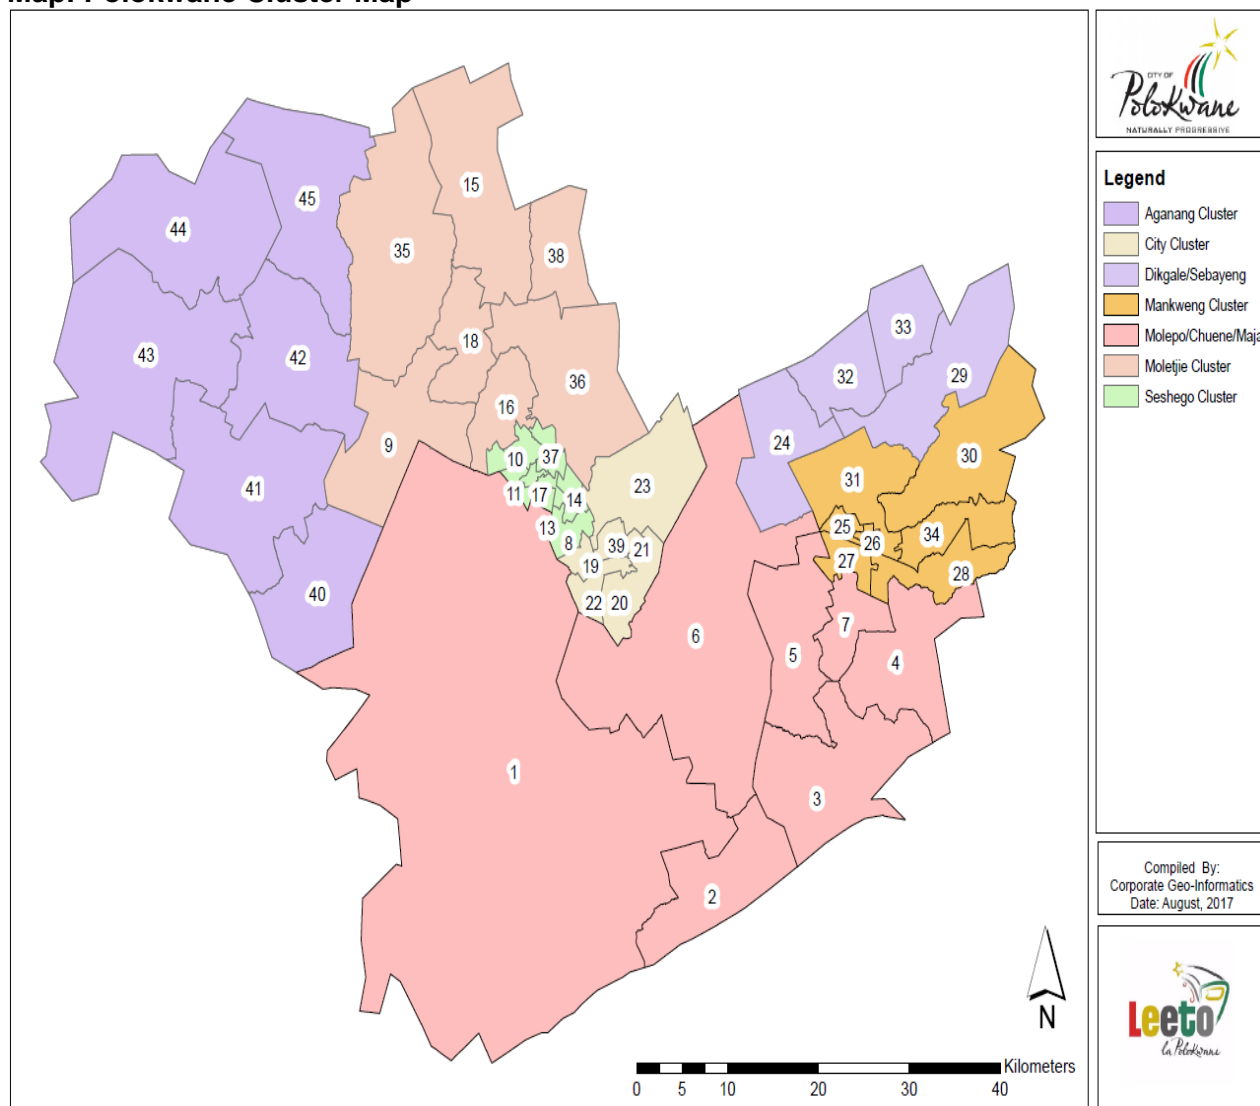 Map: Polokwane Cluster Map
CITY OF
PoloKwane
NATURALLY PROGRESSIVE
Legend
Aganang Cluster
City Cluster
Dikgale/Sebayeng
Mankweng Cluster
Molepo/Chuene/Maja
Moletjie Cluster
Seshego Cluster
45
15
44
35
38
33
43
42
18
32
29
36
16
9
24
10
37
30
31
41
23
11
17
14
13
25
34
8
39
21
26
19
27
28
40
22
20
7
6
5
4
1
3
2
Compiled By:
Corporate Geo-Informatics
Date: August, 2017
N
Kilometers
0 5 10 20 30 40
Leeto
la Polokwane